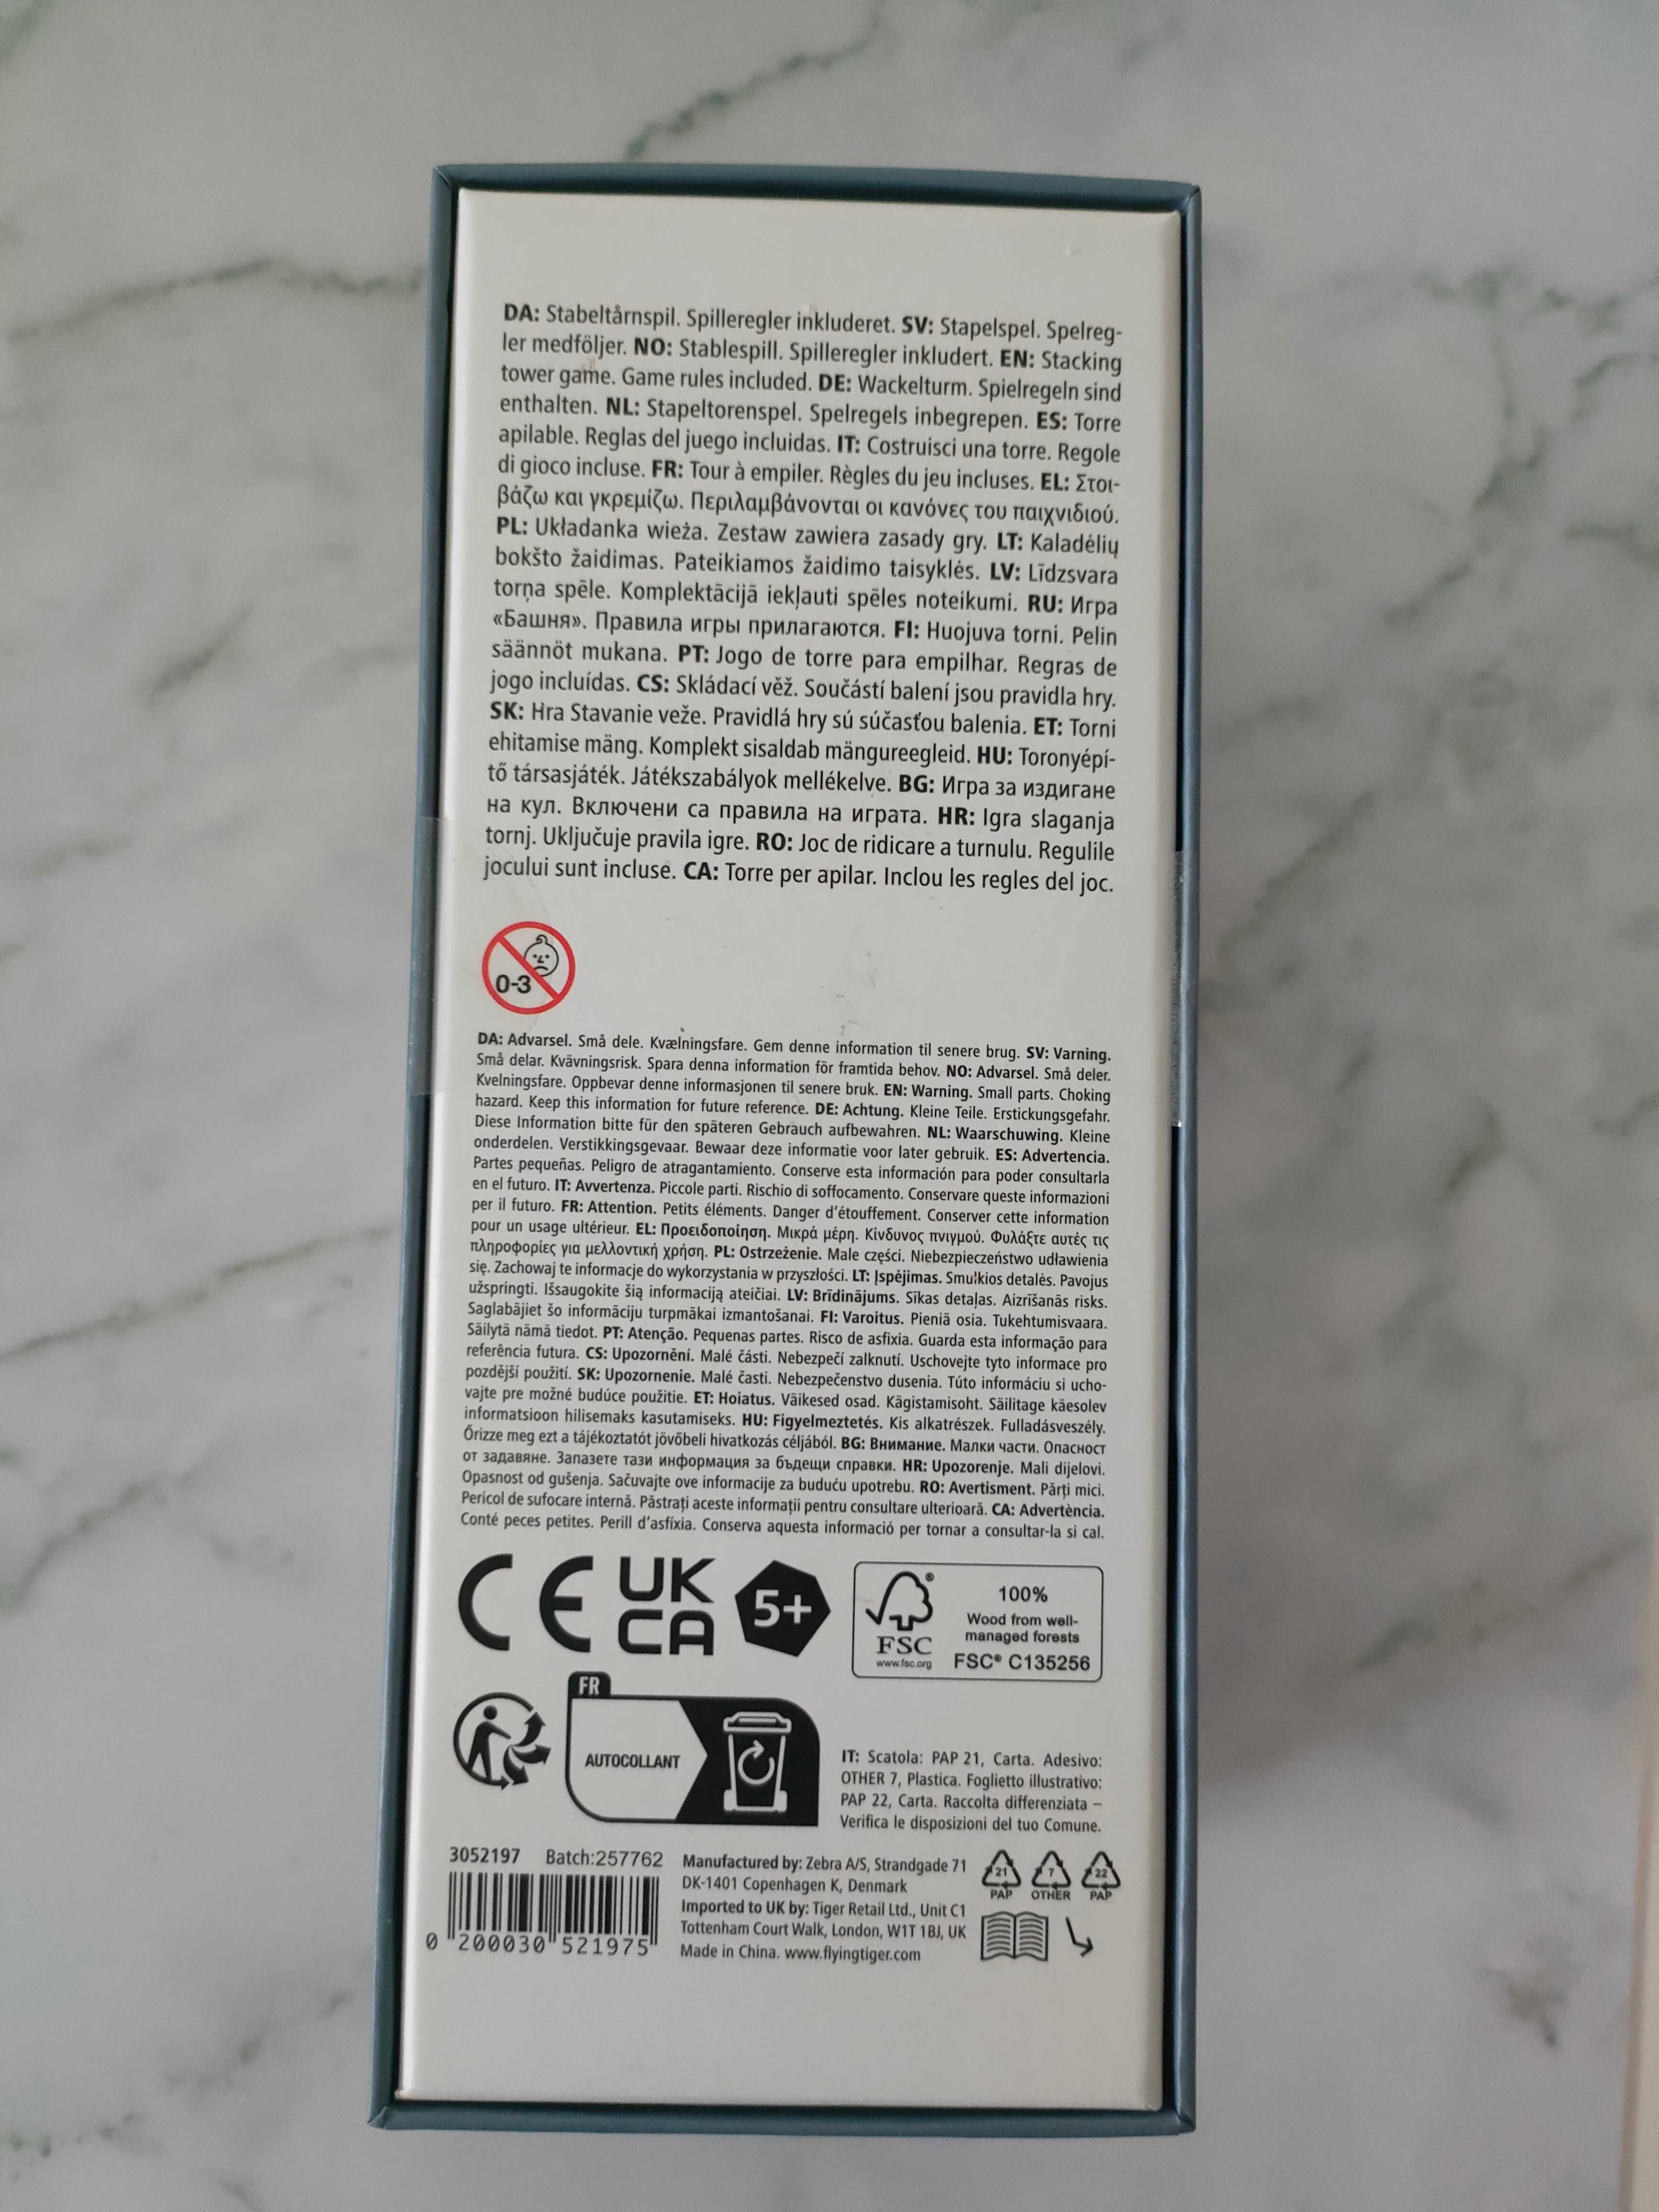 DA: Stabeltårnspil. Spilleregler inkluderet. SV: Stapelspel. Spelreg-
ler medföljer. NO: Stablespill. Spilleregler inkludert. EN: Stacking
tower game. Game rules included. DE: Wackelturm. Spielregeln sind
enthalten. NL: Stapeltorenspel. Spelregels inbegrepen. ES: Torre
apilable. Reglas del juego incluidas. IT: Costruisci una torre. Regole
di gioco incluse. FR: Tour à empiler. Règles du jeu incluses. EL: Στοι-
βάζω και γκρεμίζω. Περιλαμβάνονται οι κανόνες του παιχνιδιού.
PL: Układanka wieża. Zestaw zawiera zasady gry. LT: Kaladėlių
bokšto žaidimas. Pateikiamos žaidimo taisyklės. LV: Līdzsvara
torņa spēle. Komplektācijā iekļauti spēles noteikumi. RU: Игра
«Башня». Правила игры прилагаются. FI: Huojuva torni. Pelin
säännöt mukana. PT: Jogo de torre para empilhar. Regras de
jogo incluídas. CS: Skládací věž. Součástí balení jsou pravidla hry.
SK: Hra Stavanie veže. Pravidlá hry sú súčasťou balenia. ET: Torni
ehitamise mäng. Komplekt sisaldab mängureegleid. HU: Toronyépí-
tő társasjáték. Játékszabályok mellékelve. BG: Игра за издигане
на кул. Включени са правила на играта. HR: Igra slaganja
tornj. Uključuje pravila igre. RO: Joc de ridicare a turnulu. Regulile
jocului sunt incluse. CA: Torre per apilar. Inclou les regles del joc.
0-3
DA: Advarsel. Små dele. Kvælningsfare. Gem denne information til senere brug. SV: Varning.
Små delar. Kvävningsrisk. Spara denna information för framtida behov. NO: Advarsel. Små deler.
Kvelningsfare. Oppbevar denne informasjonen til senere bruk. EN: Warning. Small parts. Choking
hazard. Keep this information for future reference. DE: Achtung. Kleine Teile. Erstickungsgefahr.
Diese Information bitte für den späteren Gebrauch aufbewahren. NL: Waarschuwing. Kleine
onderdelen. Verstikkingsgevaar. Bewaar deze informatie voor later gebruik. ES: Advertencia.
Partes pequeñas. Peligro de atragantamiento. Conserve esta información para poder consultarla
en el futuro. IT: Avvertenza. Piccole parti. Rischio di soffocamento. Conservare queste informazioni
per il futuro. FR: Attention. Petits éléments. Danger d'étouffement. Conserver cette information
pour un usage ultérieur. EL: Προειδοποίηση. Μικρά μέρη. Κίνδυνος πνιγμού. Φυλάξτε αυτές τις
πληροφορίες για μελλοντική χρήση. PL: Ostrzeżenie. Małe części. Niebezpieczeństwo udławienia
się. Zachowaj te informacje do wykorzystania w przyszłości. LT: Įspėjimas. Smulkios detalės. Pavojus
užspringti. Išsaugokite šią informaciją ateičiai. LV: Brīdinājums. Sīkas detaļas. Aizrīšanās risks.
Saglabājiet šo informāciju turpmākai izmantošanai. FI: Varoitus. Pieniä osia. Tukehtumisvaara.
Säilytä nämä tiedot. PT: Atenção. Pequenas partes. Risco de asfixia. Guarda esta informação para
referência futura. CS: Upozornění. Malé části. Nebezpečí zalknutí. Uschovejte tyto informace pro
pozdější použití. SK: Upozornenie. Malé časti. Nebezpečenstvo dusenia. Túto informáciu si ucho-
vajte pre možné budúce použitie. ET: Hoiatus. Väikesed osad. Kägistamisoht. Säilitage käesolev
informatsioon hilisemaks kasutamiseks. HU: Figyelmeztetés. Kis alkatrészek. Fulladásveszély.
Őrizze meg ezt a tájékoztatót jövőbeli hivatkozás céljából. BG: Внимание. Малки части. Опасност
от задавяне. Запазете тази информация за бъдещи справки. HR: Upozorenje. Mali dijelovi.
Opasnost od gušenja. Sačuvajte ove informacije za buduću upotrebu. RO: Avertisment. Părți mici.
Pericol de sufocare internă. Păstrați aceste informații pentru consultare ulterioară. CA: Advertència.
Conté peces petites. Perill d'asfíxia. Conserva aquesta informació per tornar a consultar-la si cal.
CE UK CA 5+
FSC®
www.fsc.org
100%
Wood from well-
managed forests
FSC® C135256
FR
AUTOCOLLANT
IT: Scatola: PAP 21, Carta. Adesivo:
OTHER 7, Plastica. Foglietto illustrativo:
PAP 22, Carta. Raccolta differenziata –
Verifica le disposizioni del tuo Comune.
3052197 Batch:257762
0 200030 521975
Manufactured by: Zebra A/S, Strandgade 71
DK-1401 Copenhagen K, Denmark
Imported to UK by: Tiger Retail Ltd., Unit C1
Tottenham Court Walk, London, W1T 1BJ, UK
Made in China. www.flyingtiger.com
21 7 22
PAP OTHER PAP